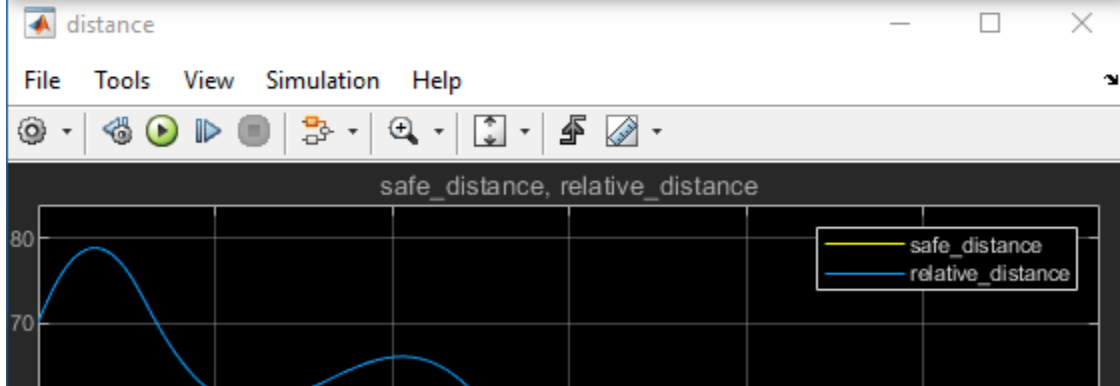 distance
File Tools View Simulation Help
safe_distance, relative_distance
80
safe_distance
relative_distance
70